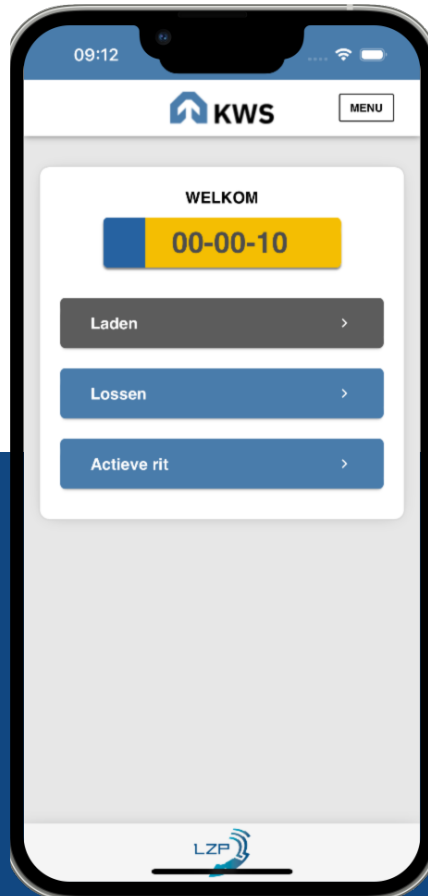 09:12
KWS
MENU
WELKOM
00-00-10
Laden
Lossen
Actieve rit
LZP